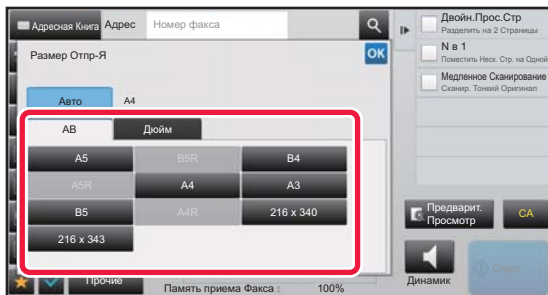 Адресная Книга Адрес Номер факса
Размер Отпр-Я
OK
Авто A4
AB Дюйм
A5 B5R B4
A5R A4 A3
B5 A4R 216 x 340
216 x 343
Прочие
Память приема Факса : 100%
Двойн.Прос.Стр
Разделить на 2 Страницы
N в 1
Поместить Неск. Стр. на Одной
Медленное Сканирование
Сканир. Тонкий Оригинал
Предварит.
Просмотр
CA
Динамик
Старт